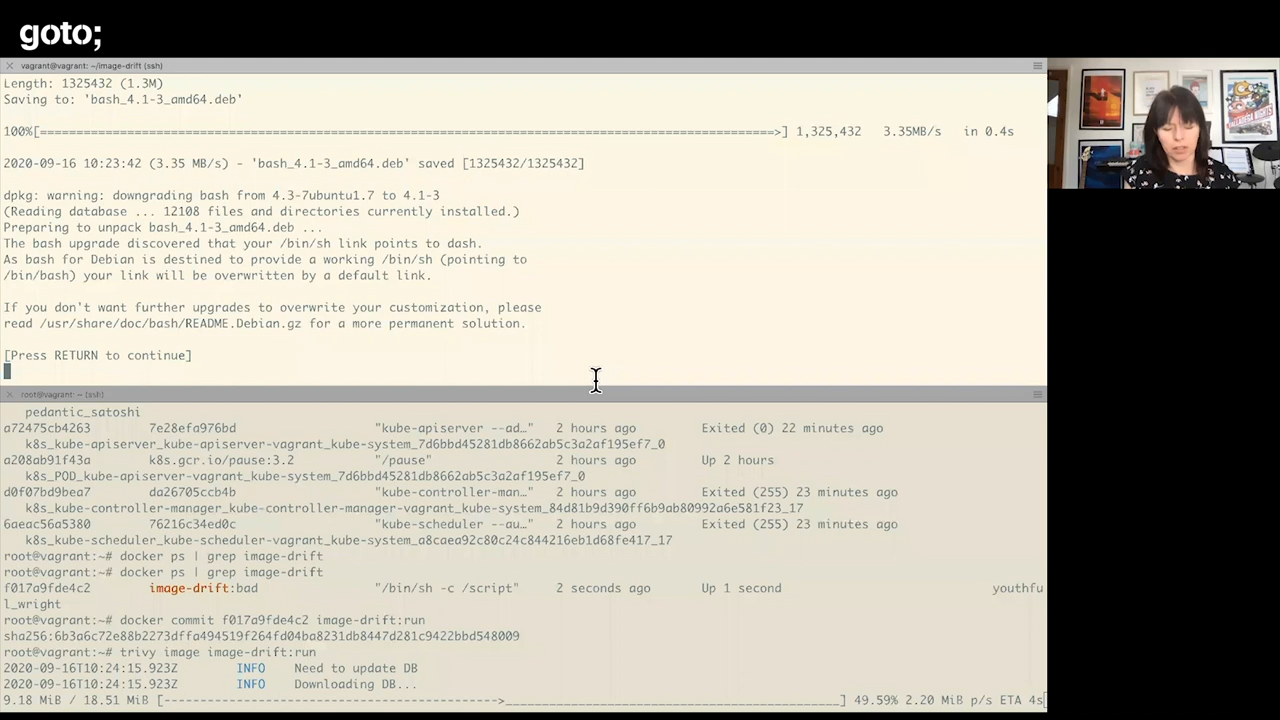 goto;
vagrant@vagrant: ~/image-drift (ssh)
Length: 1325432 (1.3M)
Saving to: 'bash_4.1-3_amd64.deb'
100%[==================================================================================================>] 1,325,432   3.35MB/s   in 0.4s
2020-09-16 10:23:42 (3.35 MB/s) - 'bash_4.1-3_amd64.deb' saved [1325432/1325432]
dpkg: warning: downgrading bash from 4.3-7ubuntu1.7 to 4.1-3
(Reading database ... 12108 files and directories currently installed.)
Preparing to unpack bash_4.1-3_amd64.deb ...
The bash upgrade discovered that your /bin/sh link points to dash.
As bash for Debian is destined to provide a working /bin/sh (pointing to
/bin/bash) your link will be overwritten by a default link.
If you don't want further upgrades to overwrite your customization, please
read /usr/share/doc/bash/README.Debian.gz for a more permanent solution.
[Press RETURN to continue]
root@vagrant: ~ (ssh)
pedantic_satoshi
a72475cb4263 7e28efa976bd "kube-apiserver --ad…" 2 hours ago Exited (0) 22 minutes ago
k8s_kube-apiserver_kube-apiserver-vagrant_kube-system_7d6bbd45281db8662ab5c3a2af195ef7_0
a208ab91f43a k8s.gcr.io/pause:3.2 "/pause" 2 hours ago Up 2 hours
k8s_POD_kube-apiserver-vagrant_kube-system_7d6bbd45281db8662ab5c3a2af195ef7_0
d0f07bd9bea7 da26705ccb4b "kube-controller-man…" 2 hours ago Exited (255) 23 minutes ago
k8s_kube-controller-manager_kube-controller-manager-vagrant_kube-system_84d81b9d390ff6b9ab80992a6e581f23_17
6aeac56a5380 76216c34ed0c "kube-scheduler --au…" 2 hours ago Exited (255) 23 minutes ago
k8s_kube-scheduler_kube-scheduler-vagrant_kube-system_a8caea92c80c24c844216eb1d68fe417_17
root@vagrant:~# docker ps | grep image-drift
root@vagrant:~# docker ps | grep image-drift
f017a9fde4c2 image-drift:bad "/bin/sh -c /script" 2 seconds ago Up 1 second youthfu
l_wright
root@vagrant:~# docker commit f017a9fde4c2 image-drift:run
sha256:6b3a6c72e88b2273dffa494519f264fd04ba8231db8447d281c9422bbd548009
root@vagrant:~# trivy image image-drift:run
2020-09-16T10:24:15.923Z INFO Need to update DB
2020-09-16T10:24:15.923Z INFO Downloading DB...
9.18 MiB / 18.51 MiB [--------------------------------------------->____________________________________________] 49.59% 2.20 MiB p/s ETA 4s